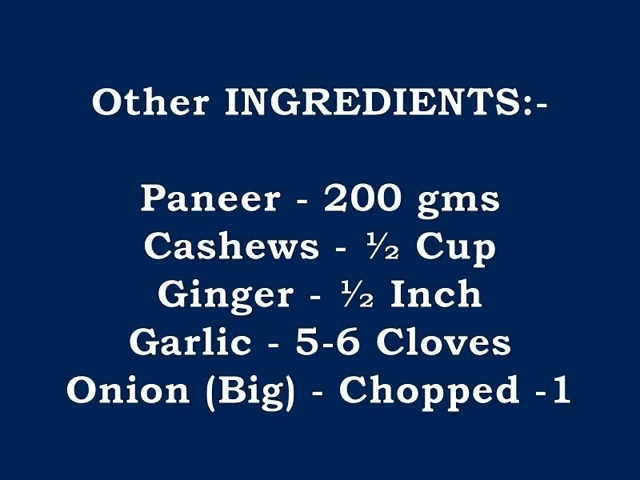 Other INGREDIENTS:-
Paneer - 200 gms
Cashews - ½ Cup
Ginger - ½ Inch
Garlic - 5-6 Cloves
Onion (Big) - Chopped -1